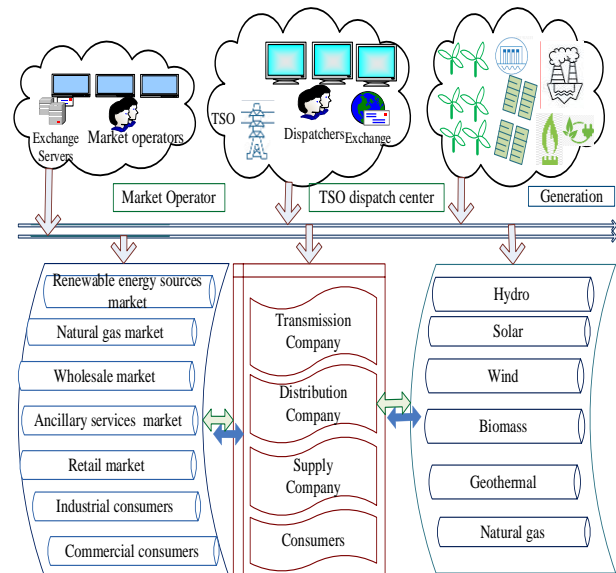 Exchange
Servers
Market operators
TSO
Dispatchers
Exchange
Market Operator
TSO dispatch center
Generation
Renewable energy sources
market
Natural gas market
Wholesale market
Ancillary services market
Retail market
Industrial consumers
Commercial consumers
Transmission
Company
Distribution
Company
Supply
Company
Consumers
Hydro
Solar
Wind
Biomass
Geothermal
Natural gas